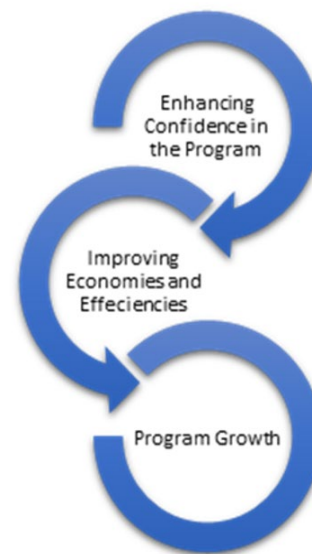 Enhancing
Confidence in
the Program
Improving
Economies and
Effeciencies
Program Growth